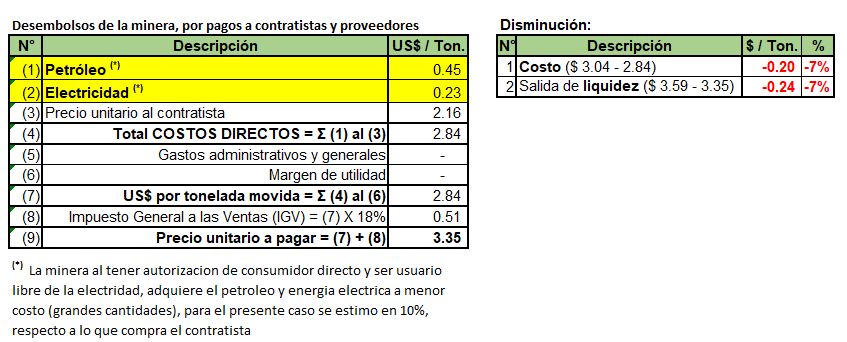 Desembolsos de la minera, por pagos a contratistas y proveedores
N° Descripción US$ / Ton.
(1) Petróleo (*) 0.45
(2) Electricidad (*) 0.23
(3) Precio unitario al contratista 2.16
(4) Total COSTOS DIRECTOS = Σ (1) al (3) 2.84
(5) Gastos administrativos y generales -
(6) Margen de utilidad -
(7) US$ por tonelada movida = Σ (4) al (6) 2.84
(8) Impuesto General a las Ventas (IGV) = (7) X 18% 0.51
(9) Precio unitario a pagar = (7) + (8) 3.35
(*) La minera al tener autorizacion de consumidor directo y ser usuario
libre de la electridad, adquiere el petroleo y energia electrica a menor
costo (grandes cantidades), para el presente caso se estimo en 10%,
respecto a lo que compra el contratista
Disminución:
N° Descripción $ / Ton. %
1 Costo ($ 3.04 - 2.84) -0.20 -7%
2 Salida de liquidez ($ 3.59 - 3.35) -0.24 -7%